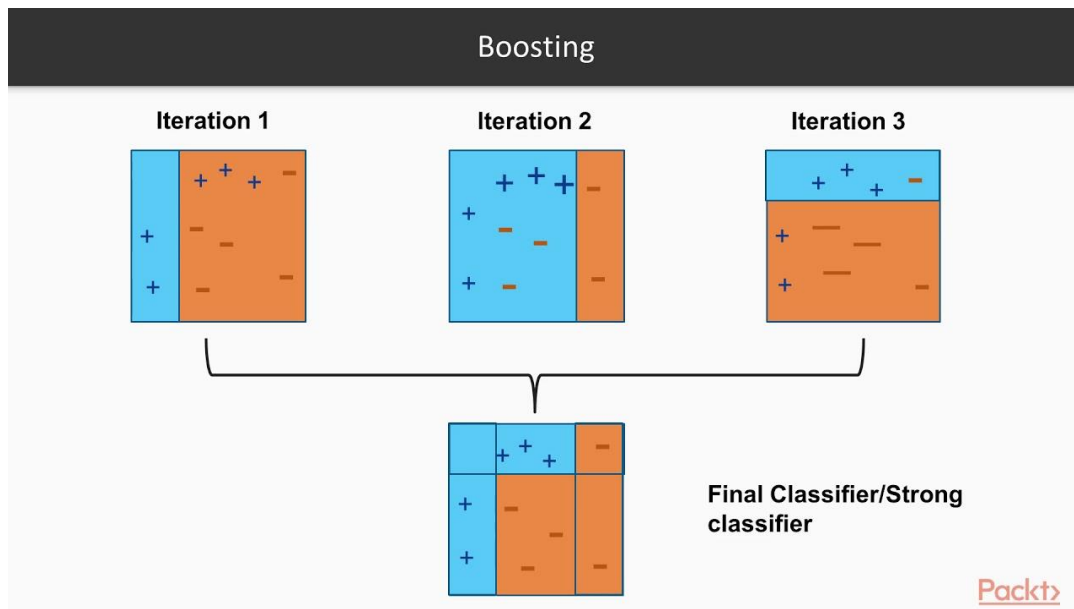 Boosting
Iteration 1
Iteration 2
Iteration 3
Final Classifier/Strong
classifier
Packt>